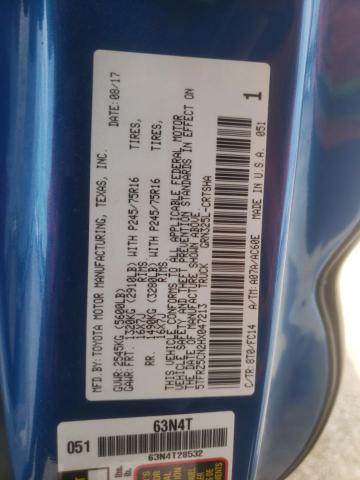 MFD. BY: TOYOTA MOTOR MANUFACTURING, TEXAS, INC. 08/17
GVWR: 2545KG (5600LB)
GAWR: FRT. 1320KG (2910LB) WITH P245/75R16 TIRES,
16X7J RIMS
RR. 1490KG (3280LB) WITH P245/75R16 TIRES,
16X7J RIMS
THIS VEHICLE CONFORMS TO ALL APPLICABLE FEDERAL MOTOR
VEHICLE SAFETY AND THEFT PREVENTION STANDARDS IN EFFECT ON
THE DATE OF MANUFACTURE SHOWN ABOVE.
GRN325L-CRTSHA
TRUCK
C/TR: 8T0/FC14
A/TM: A07A/AC60E
MADE IN U.S.A.
051
1
051
63N4T
63N4T28532
lb.